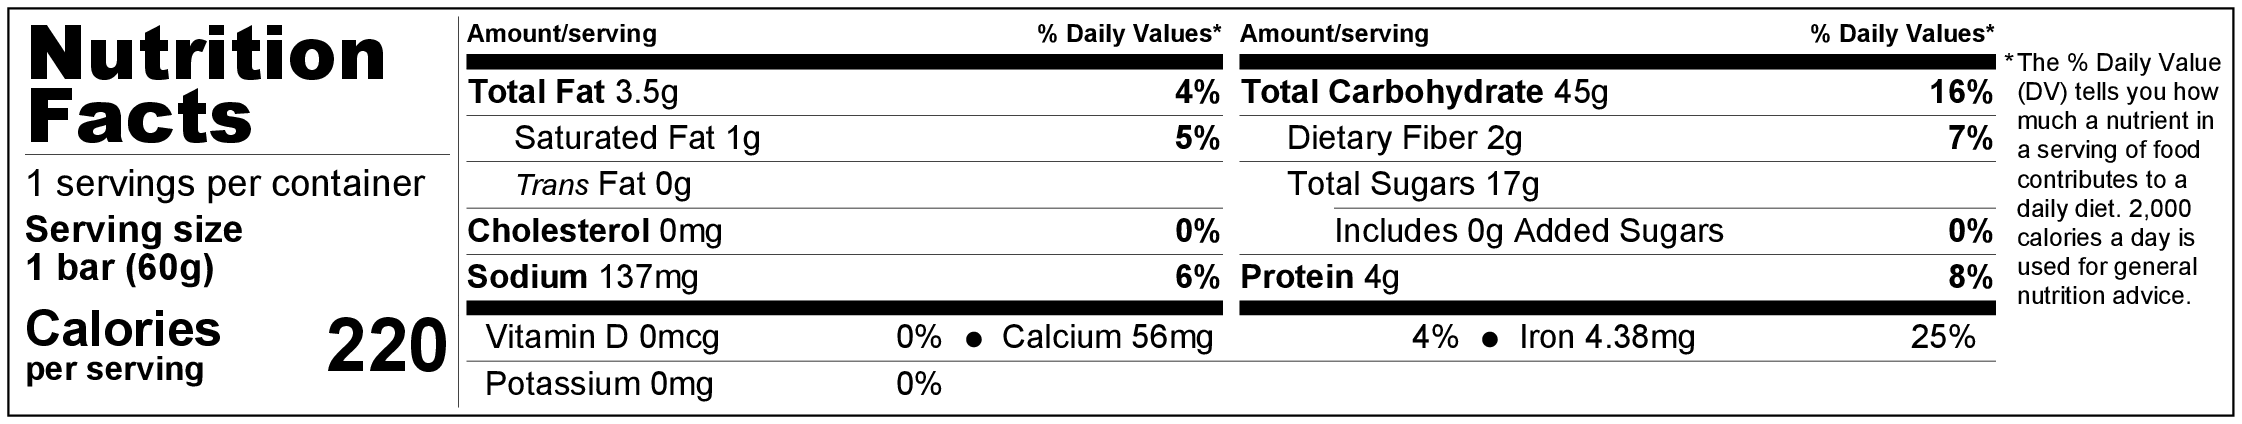 Nutrition
Facts
1 servings per container
Serving size
1 bar (60g)
Calories
per serving
220
Amount/serving % Daily Values*
Total Fat 3.5g 4%
Saturated Fat 1g 5%
Trans Fat 0g
Cholesterol 0mg 0%
Sodium 137mg 6%
Amount/serving % Daily Values*
Total Carbohydrate 45g 16%
Dietary Fiber 2g 7%
Total Sugars 17g
Includes 0g Added Sugars 0%
Protein 4g 8%
Vitamin D 0mcg 0% ● Calcium 56mg 4% ● Iron 4.38mg 25%
Potassium 0mg 0%
*The % Daily Value
(DV) tells you how
much a nutrient in
a serving of food
contributes to a
daily diet. 2,000
calories a day is
used for general
nutrition advice.